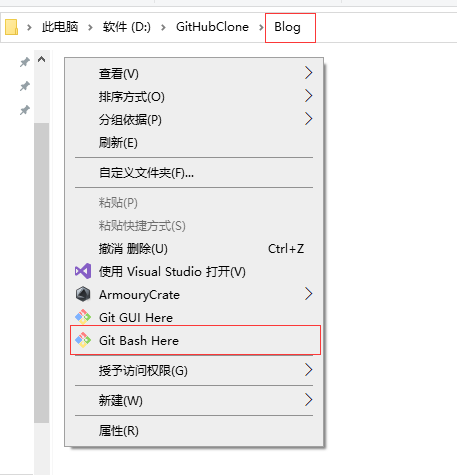 此电脑 软件 (D:) GitHubClone Blog
查看(V)
排序方式(O)
分组依据(P)
刷新(E)
自定义文件夹(F)...
粘贴(P)
粘贴快捷方式(S)
撤消 删除(U) Ctrl+Z
使用 Visual Studio 打开(V)
ArmouryCrate
Git GUI Here
Git Bash Here
授予访问权限(G)
新建(W)
属性(R)